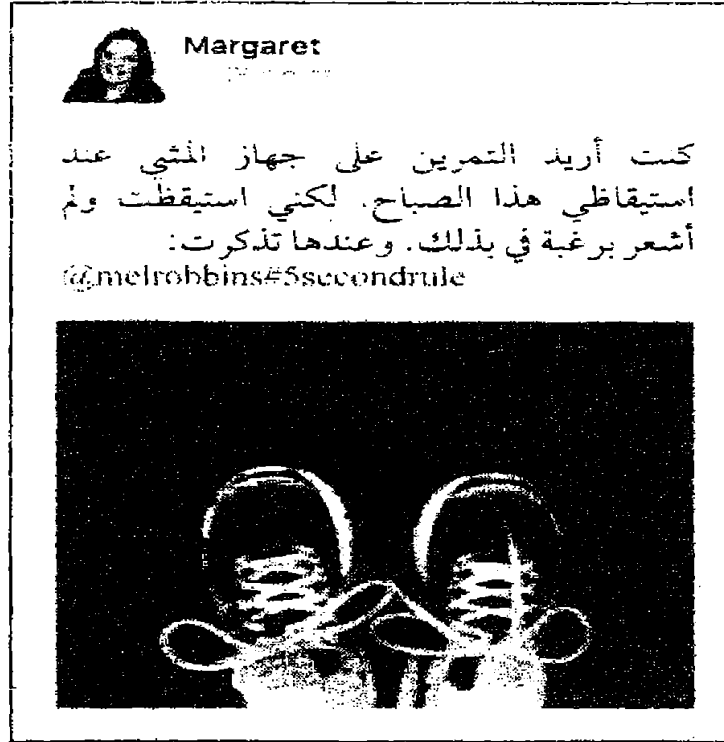 Margaret
كنت أريد التمرين على جهاز المشي عند
استيقاظي هذا الصباح. لكني استيقظت ولم
أشعر برغبة في بذلك. وعندها تذكرت:
@melrobbins#5secondrule